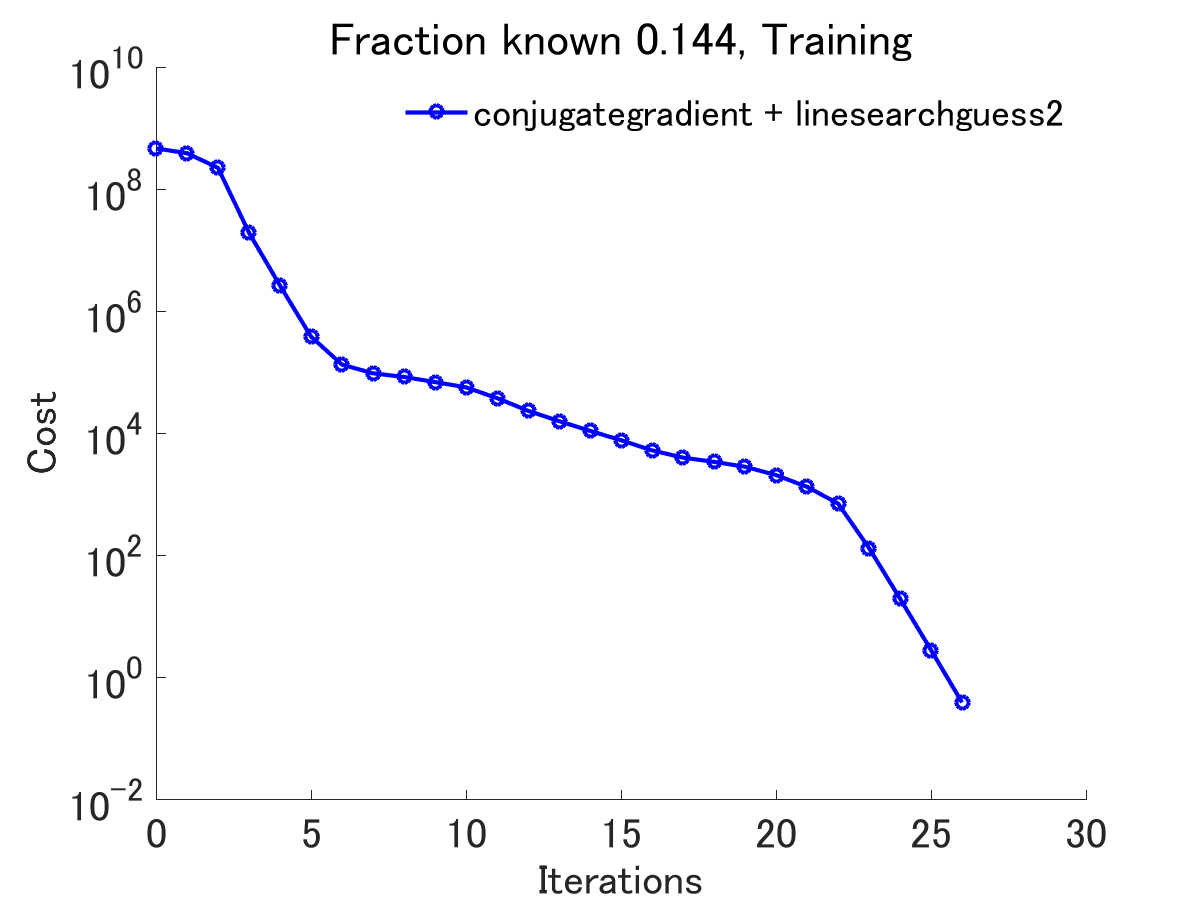 Fraction known 0.144, Training
conjugategradient + linesearchguess2
10^10
10^8
10^6
10^4
10^2
10^0
10^-2
Cost
0 5 10 15 20 25 30
Iterations